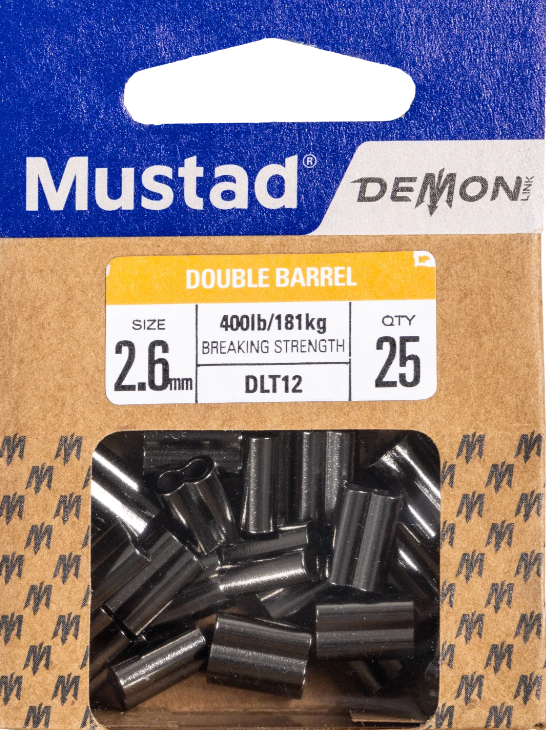 Mustad®
DEMON
LINK
DOUBLE BARREL
SIZE
2.6mm
400lb/181kg
BREAKING STRENGTH
DLT12
QTY
25